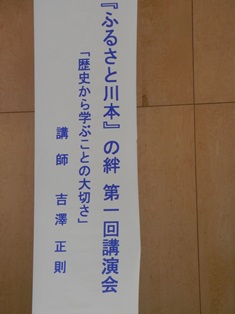 『ふるさと川本』の絆 第一回講演会
「歴史から学ぶことの大切さ」
講師 吉澤正則